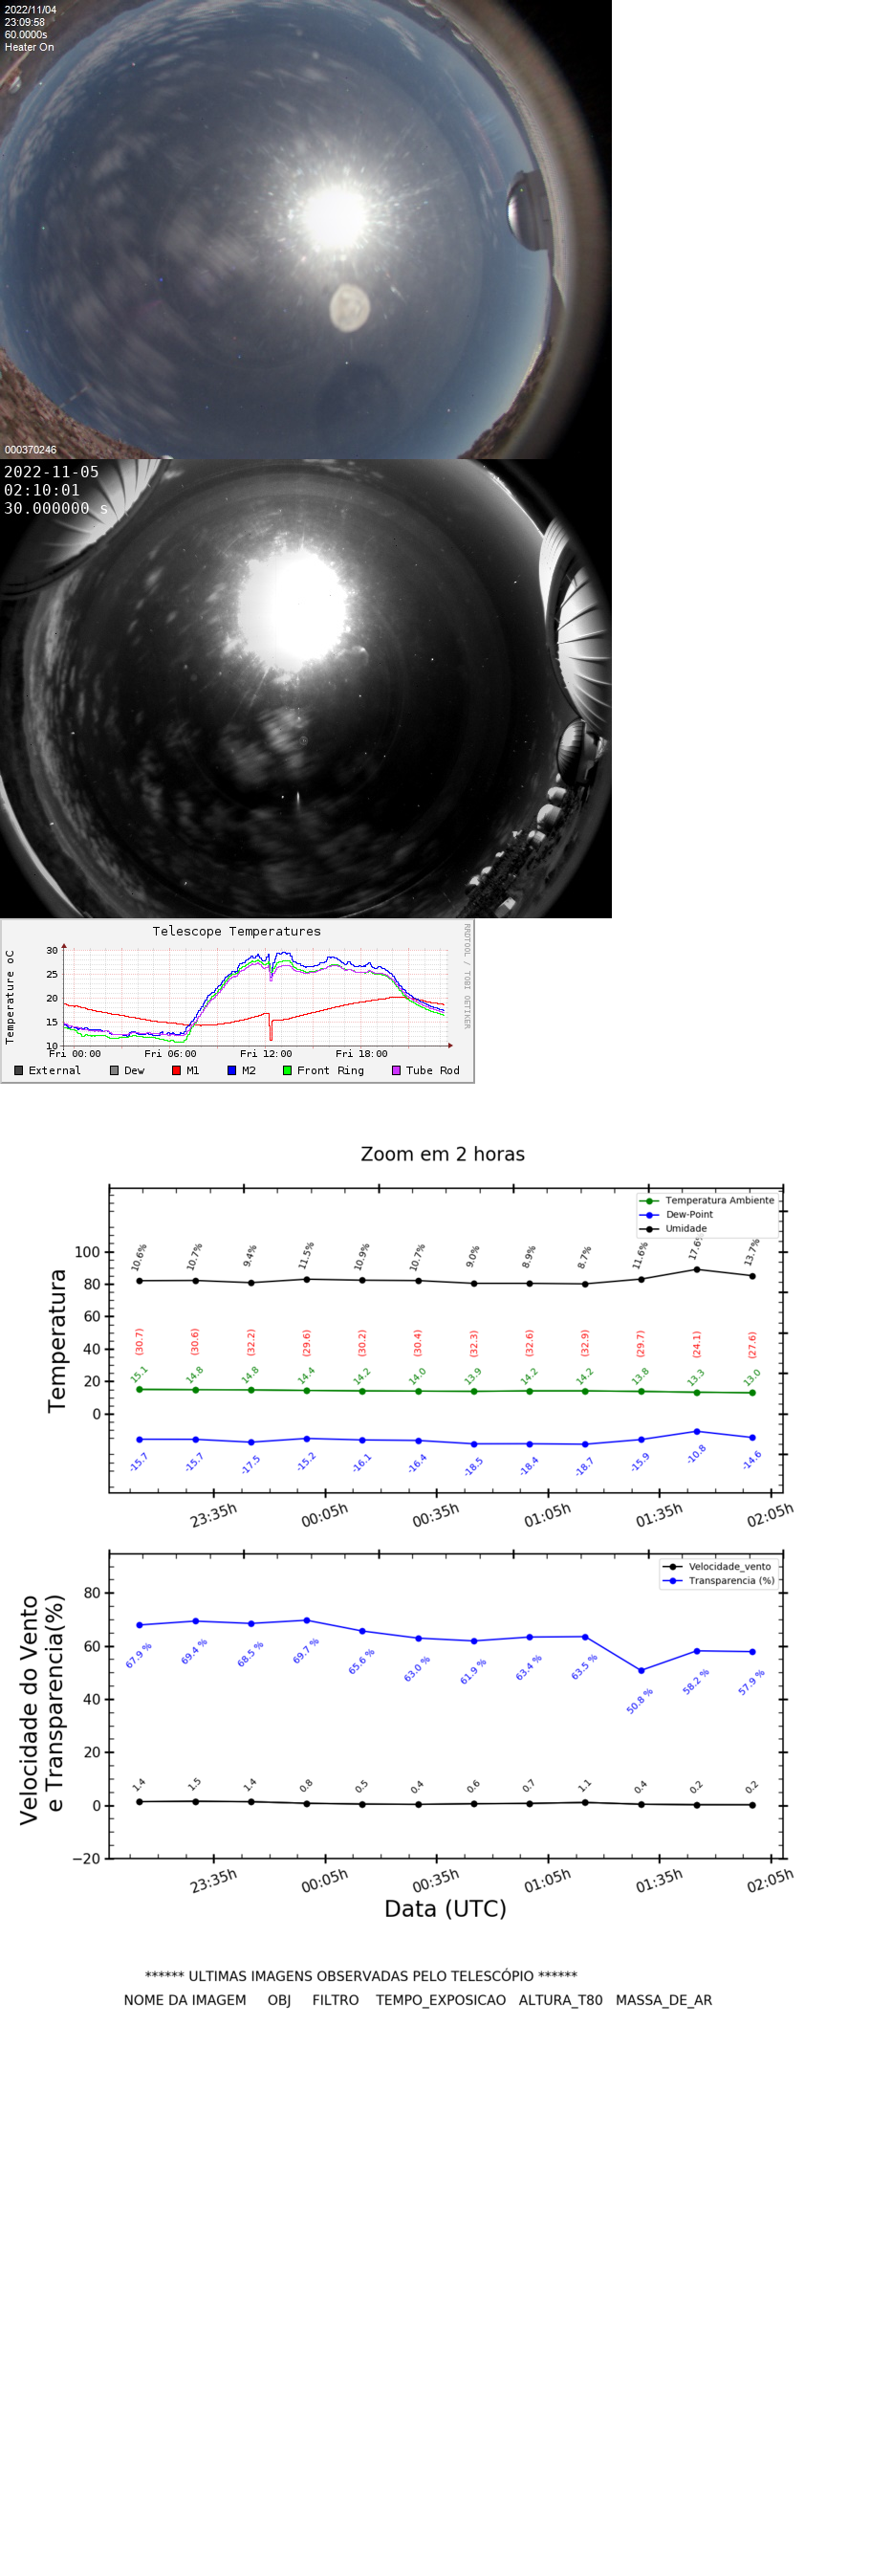 2022/11/04
23:09:58
60.0000s
Heater On
000370246
2022-11-05
02:10:01
30.000000 s
Telescope Temperatures
RRDTOOL / TOBI OETIKER
Temperature oC
30
25
20
15
10
Fri 00:00 Fri 06:00 Fri 12:00 Fri 18:00
External Dew M1 M2 Front Ring Tube Rod
Zoom em 2 horas
Temperatura Ambiente
Dew-Point
Umidade
Temperatura
100
80
60
40
20
0
10.6% 10.7% 9.4% 11.5% 10.9% 10.7% 9.0% 8.9% 8.7% 11.6% 17.6% 13.7%
(30.7) (30.6) (32.2) (29.6) (30.2) (30.4) (32.3) (32.6) (32.9) (29.7) (24.1) (27.6)
15.1 14.8 14.8 14.4 14.2 14.0 13.9 14.2 14.2 13.8 13.3 13.0
-15.7 -15.7 -17.5 -15.2 -16.1 -16.4 -18.5 -18.4 -18.7 -15.9 -10.8 -14.6
23:35h 00:05h 00:35h 01:05h 01:35h 02:05h
Velocidade_vento
Transparencia (%)
Velocidade do Vento
e Transparencia(%)
80
60
40
20
0
−20
67.9 % 69.4 % 68.5 % 69.7 % 65.6 % 63.0 % 61.9 % 63.4 % 63.5 % 50.8 % 58.2 % 57.9 %
1.4 1.5 1.4 0.8 0.5 0.4 0.6 0.7 1.1 0.4 0.2 0.2
23:35h 00:05h 00:35h 01:05h 01:35h 02:05h
Data (UTC)
****** ULTIMAS IMAGENS OBSERVADAS PELO TELESCÓPIO ******
NOME DA IMAGEM OBJ FILTRO TEMPO_EXPOSICAO ALTURA_T80 MASSA_DE_AR